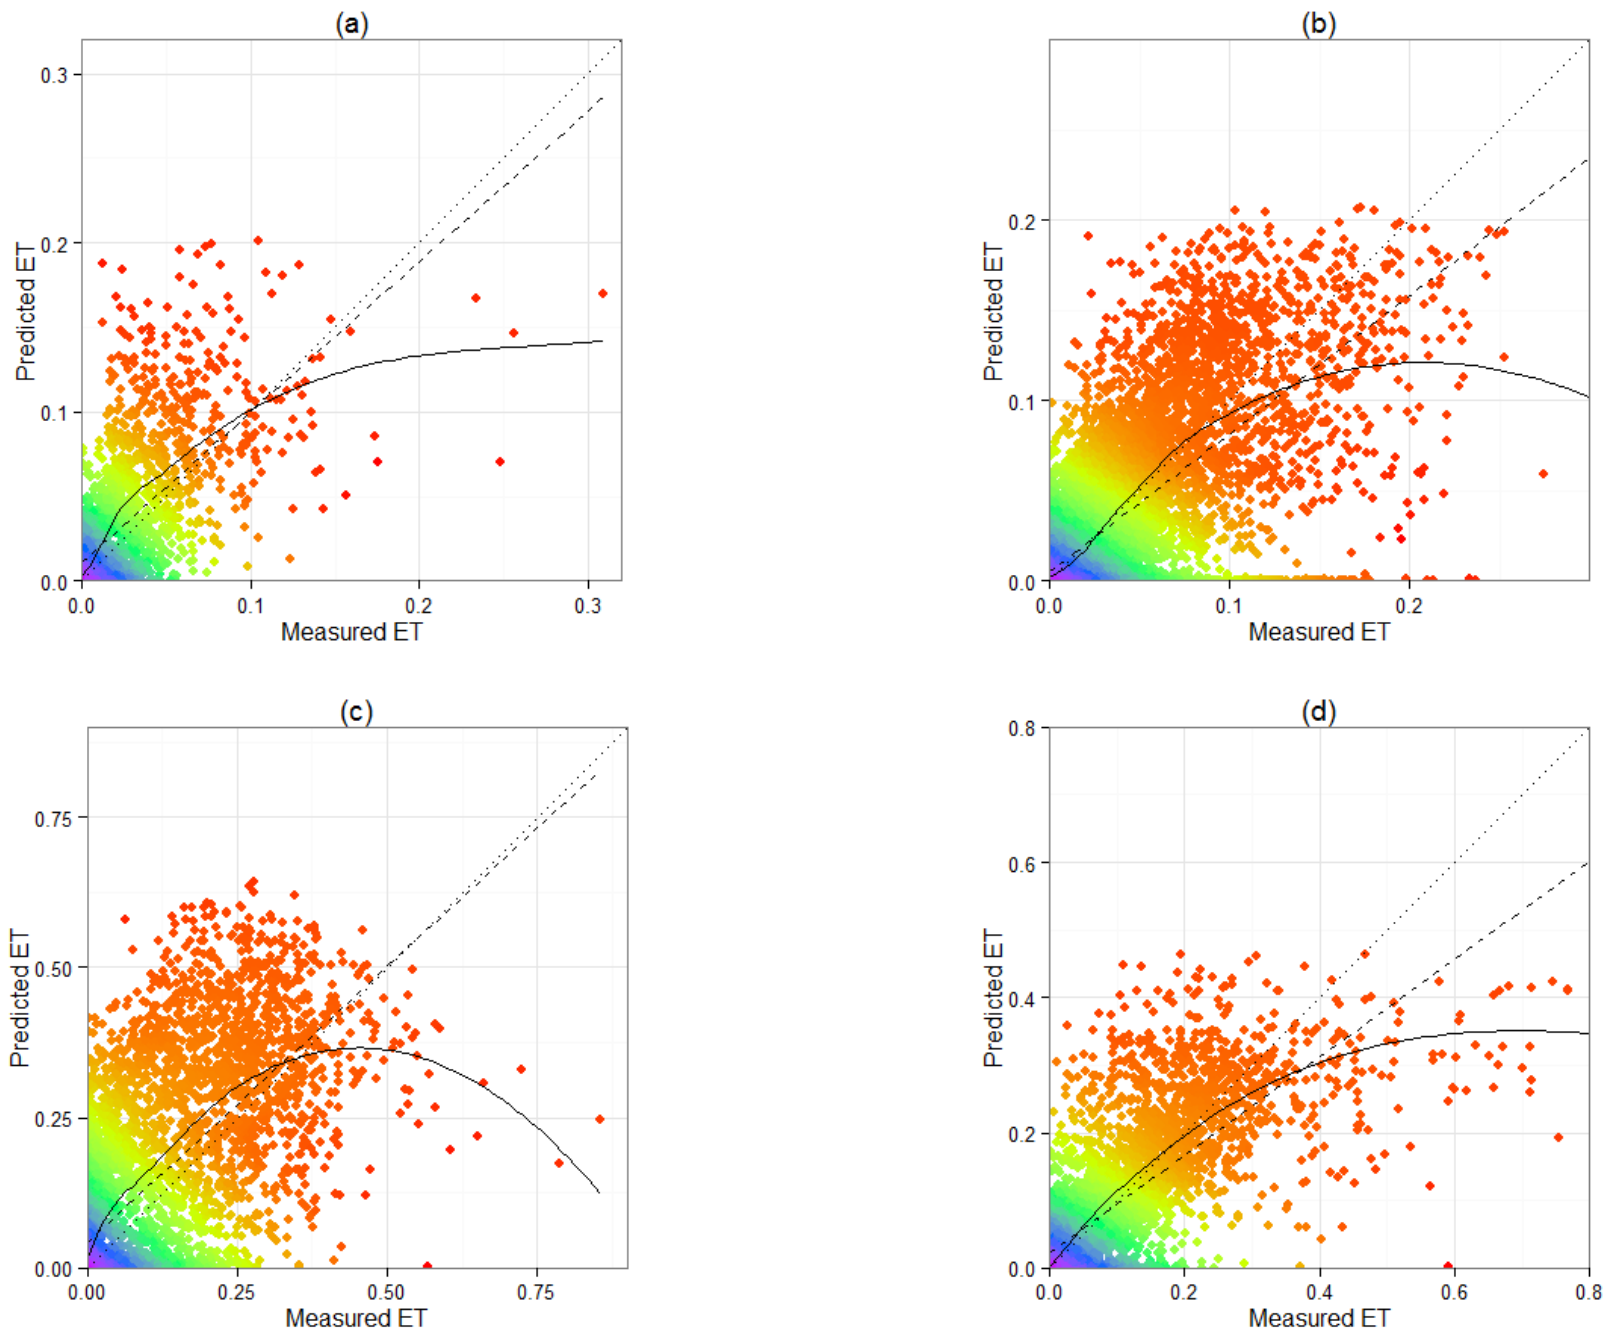 (a)
0.3
0.2
0.1
0.0
Predicted ET
0.0 0.1 0.2 0.3
Measured ET
(b)
0.2
0.1
0.0
Predicted ET
0.0 0.1 0.2
Measured ET
(c)
0.75
0.50
0.25
0.00
Predicted ET
0.00 0.25 0.50 0.75
Measured ET
(d)
0.8
0.6
0.4
0.2
0.0
Predicted ET
0.0 0.2 0.4 0.6 0.8
Measured ET